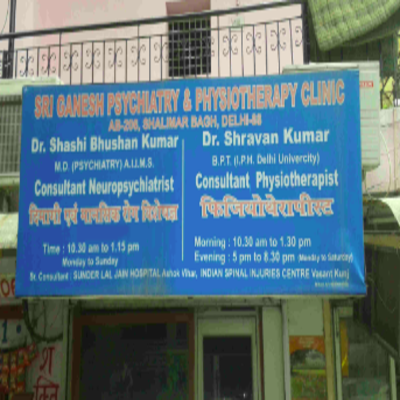 SRI GANESH PSYCHIATRY & PHYSIOTHERAPY CLINIC
AB-206, SHALIMAR BAGH, DELHI-88
Dr. Shashi Bhushan Kumar
M.D. (PSYCHIATRY) A.I.I.M.S.
Consultant Neuropsychiatrist
दिमागी एवं मानसिक रोग विशेषज्ञ
Time : 10.30 am to 1.15 pm
Monday to Sunday
Dr. Shravan Kumar
B.P.T. (I.P.H. Delhi Univercity)
Consultant Physiotherapist
फिजियोथैरापीस्ट
Morning : 10.30 am to 1.30 pm
Evening : 5 pm to 8.30 pm (Monday to Saturday)
Sr. Consultant : SUNDER LAL JAIN HOSPITAL Ashok Vihar, INDIAN SPINAL INJURIES CENTRE Vasant Kunj